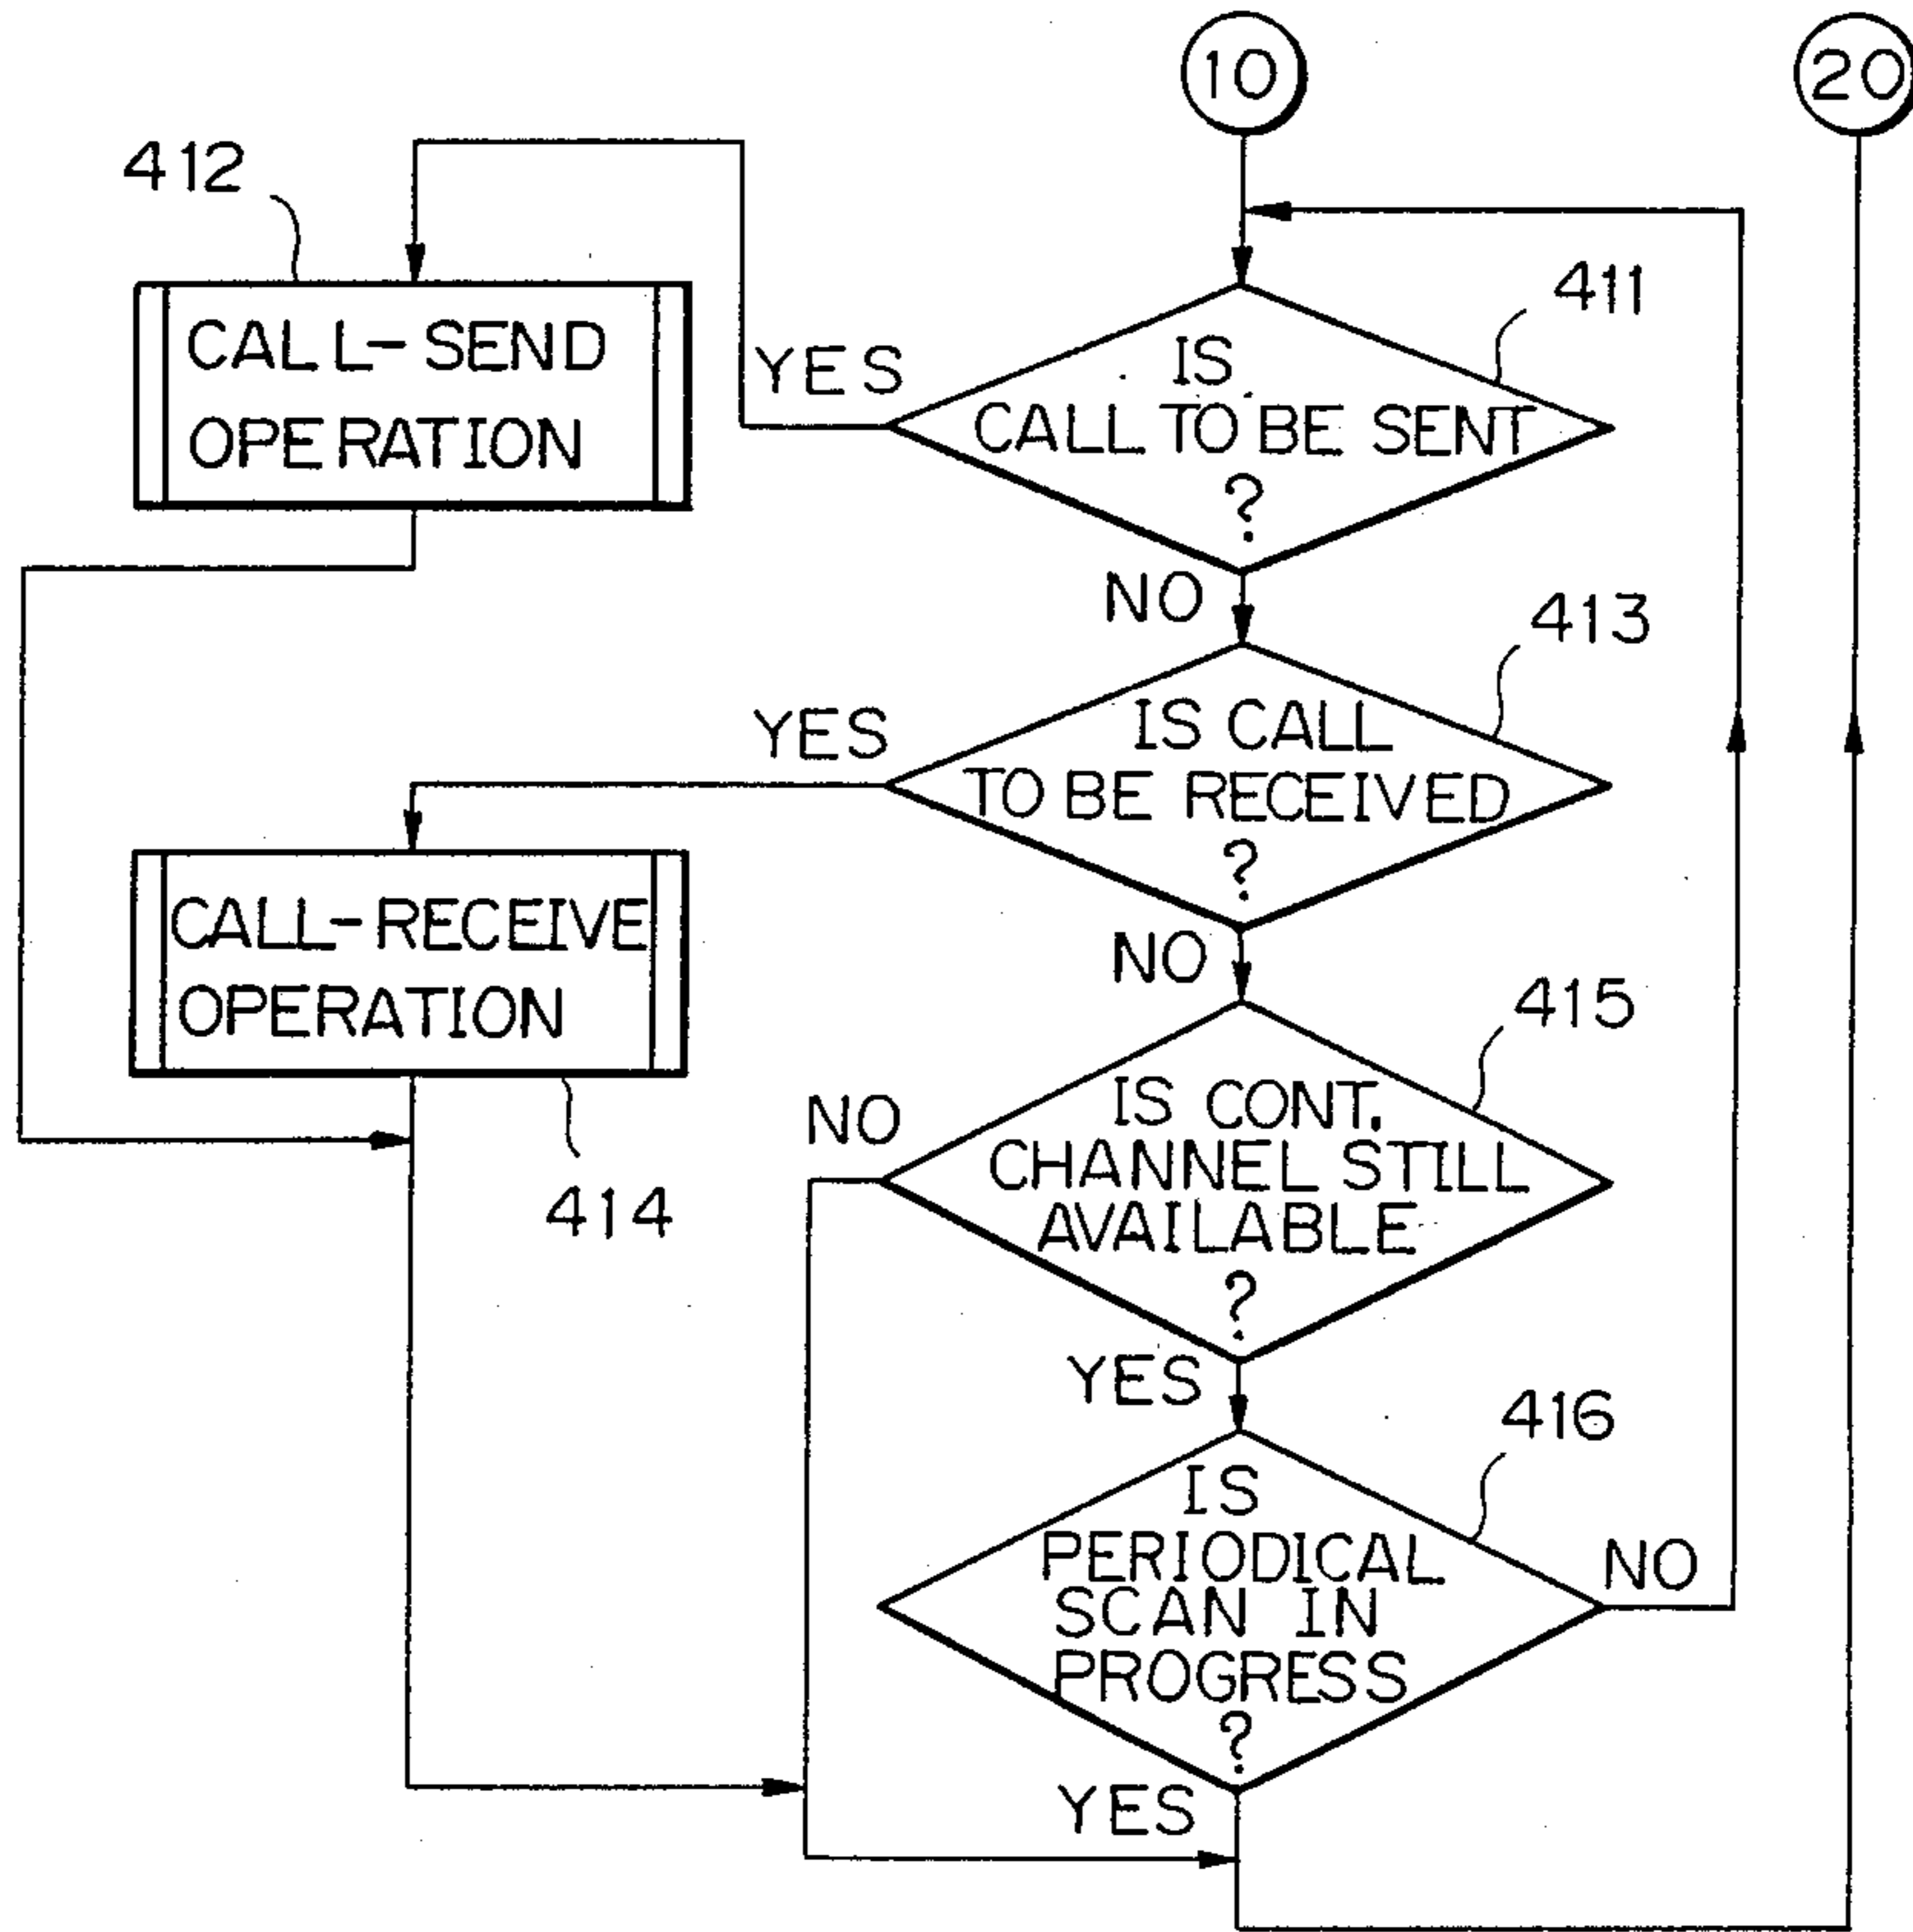 10
20
412
CALL-SEND
OPERATION
YES
411
IS
CALL TO BE SENT
?
NO
413
YES
IS CALL
TO BE RECEIVED
?
CALL-RECEIVE
OPERATION
414
NO
415
NO
IS CONT.
CHANNEL STILL
AVAILABLE
?
YES
416
IS
PERIODICAL
SCAN IN
PROGRESS
?
NO
YES